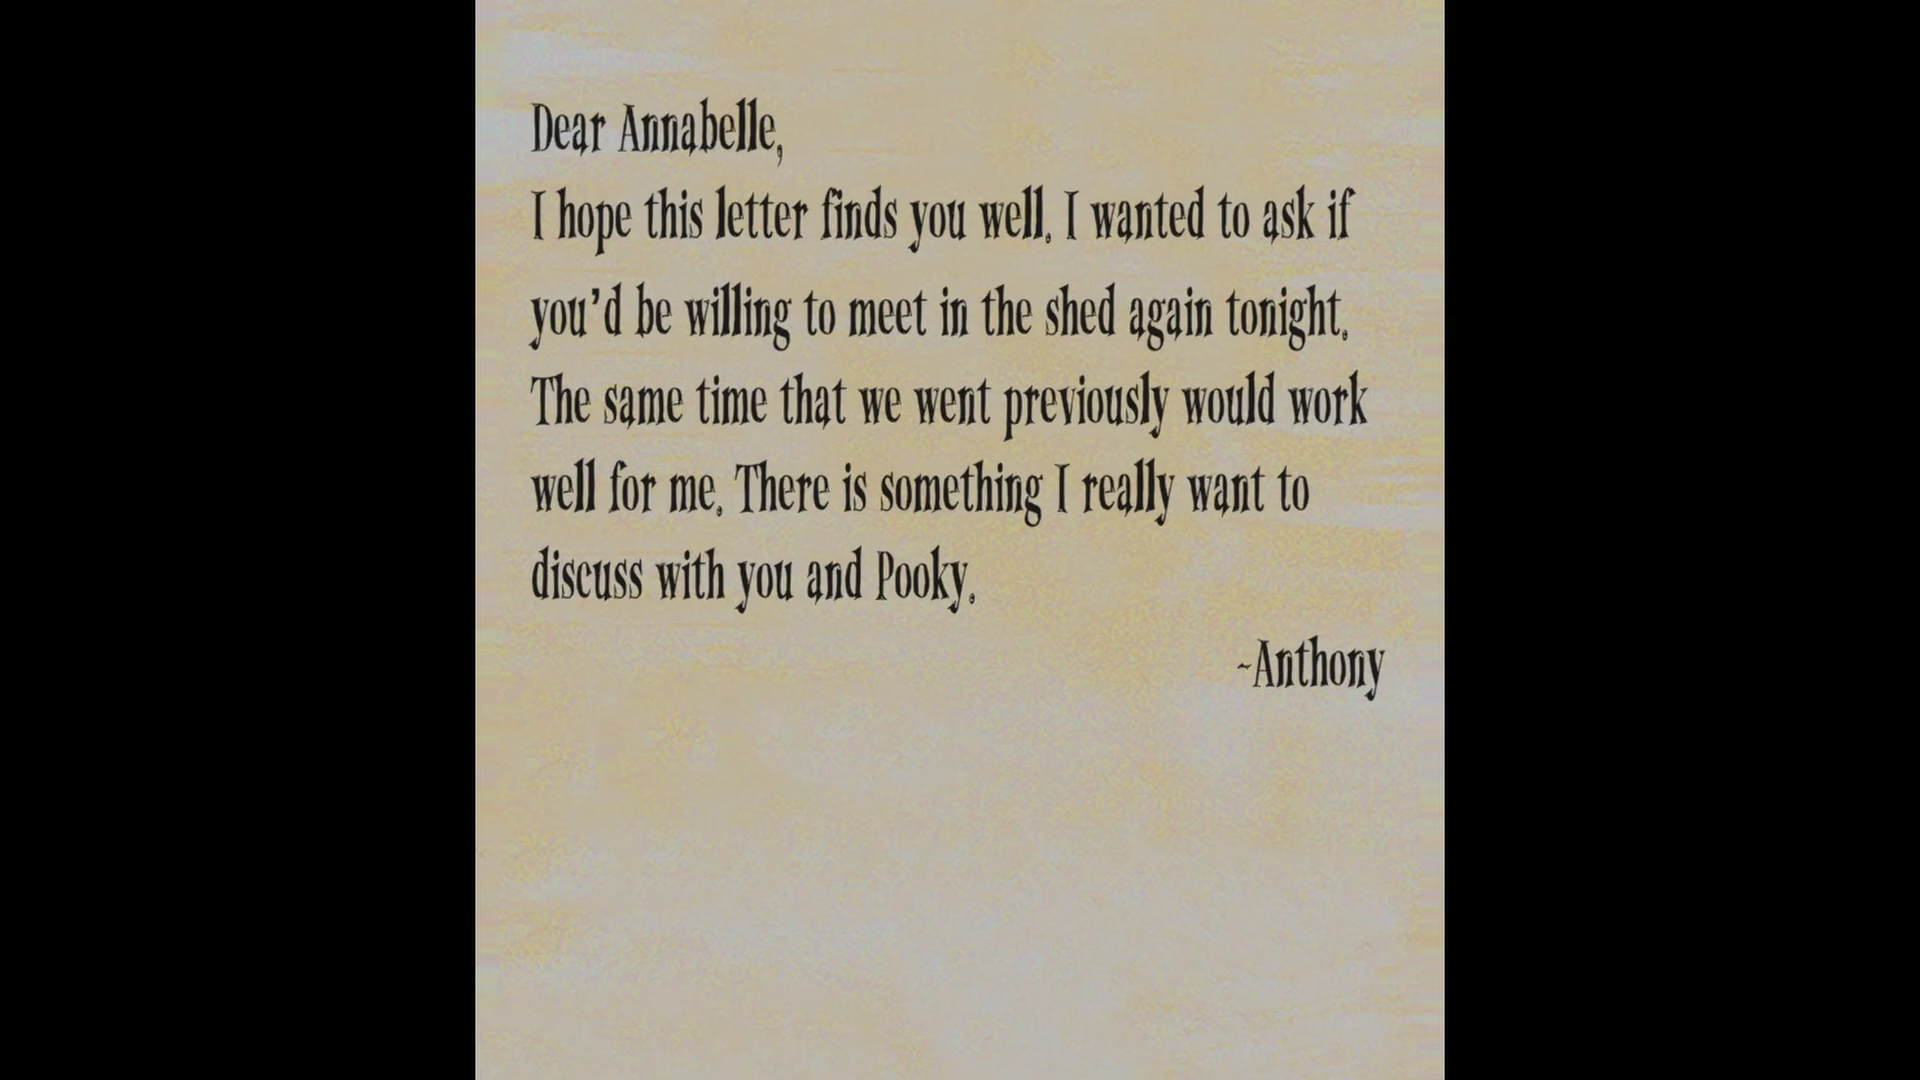 Dear Annabelle,
I hope this letter finds you well. I wanted to ask if
you'd be willing to meet in the shed again tonight.
The same time that we went previously would work
well for me. There is something I really want to
discuss with you and Pooky.
~Anthony